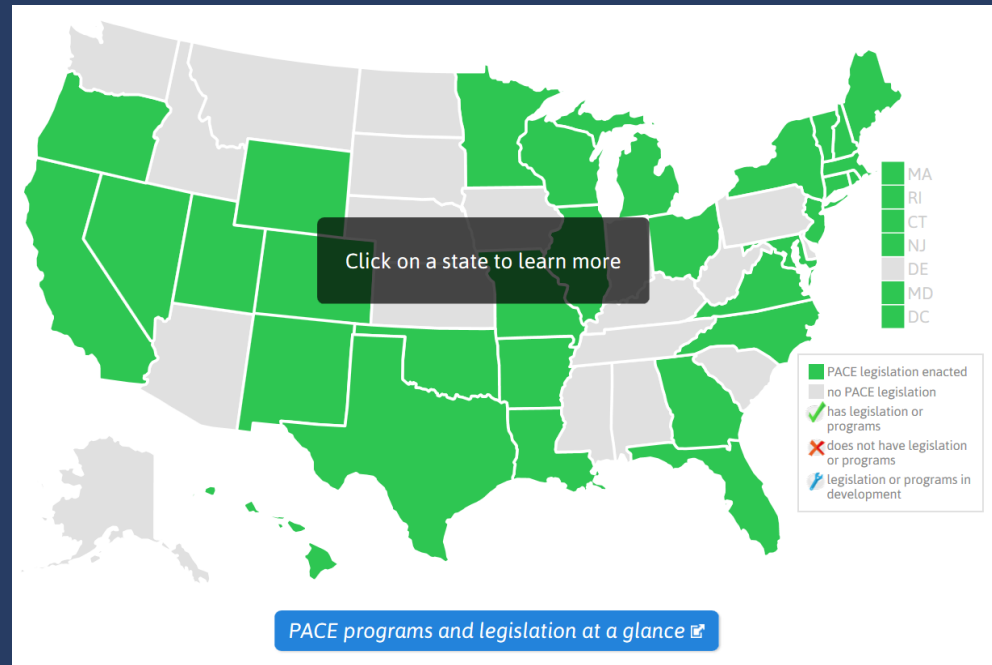 Click on a state to learn more
MA
RI
CT
NJ
DE
MD
DC
PACE legislation enacted
no PACE legislation
has legislation or
programs
does not have legislation
or programs
legislation or programs in
development
PACE programs and legislation at a glance